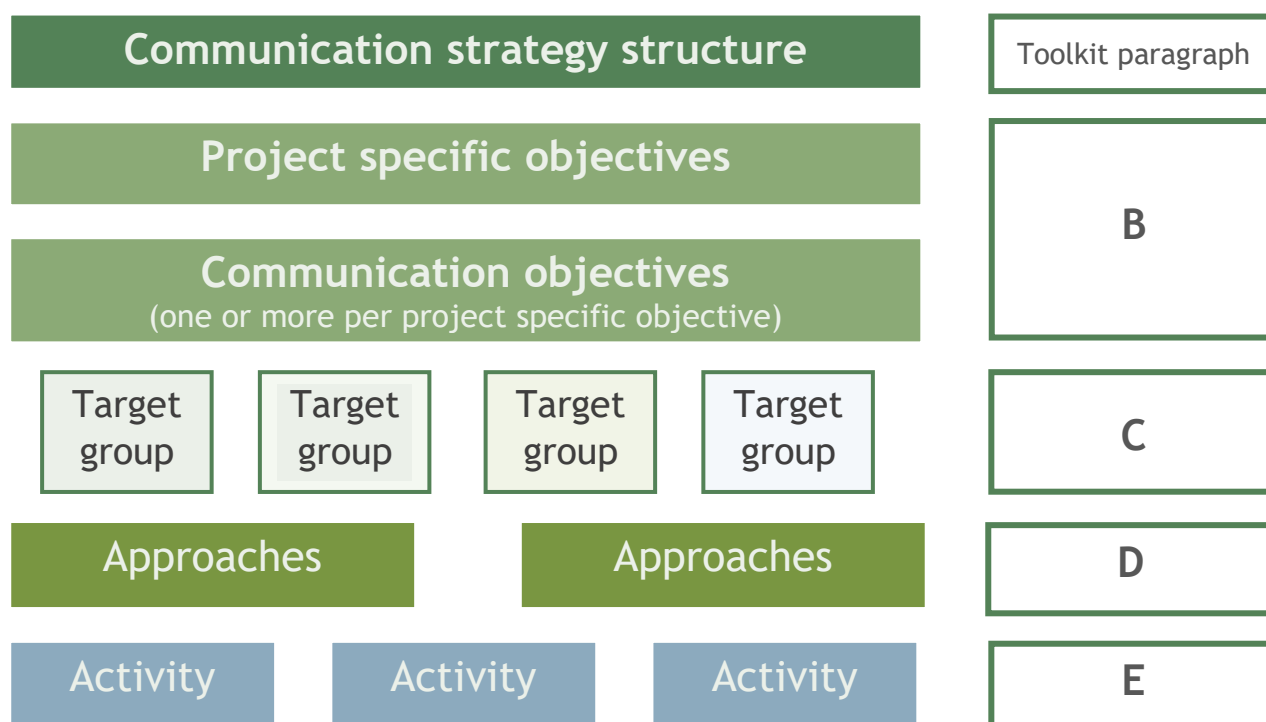 Communication strategy structure
Toolkit paragraph
Project specific objectives
B
Communication objectives
(one or more per project specific objective)
Target
group
Target
group
Target
group
Target
group
C
Approaches
Approaches
D
Activity
Activity
Activity
E